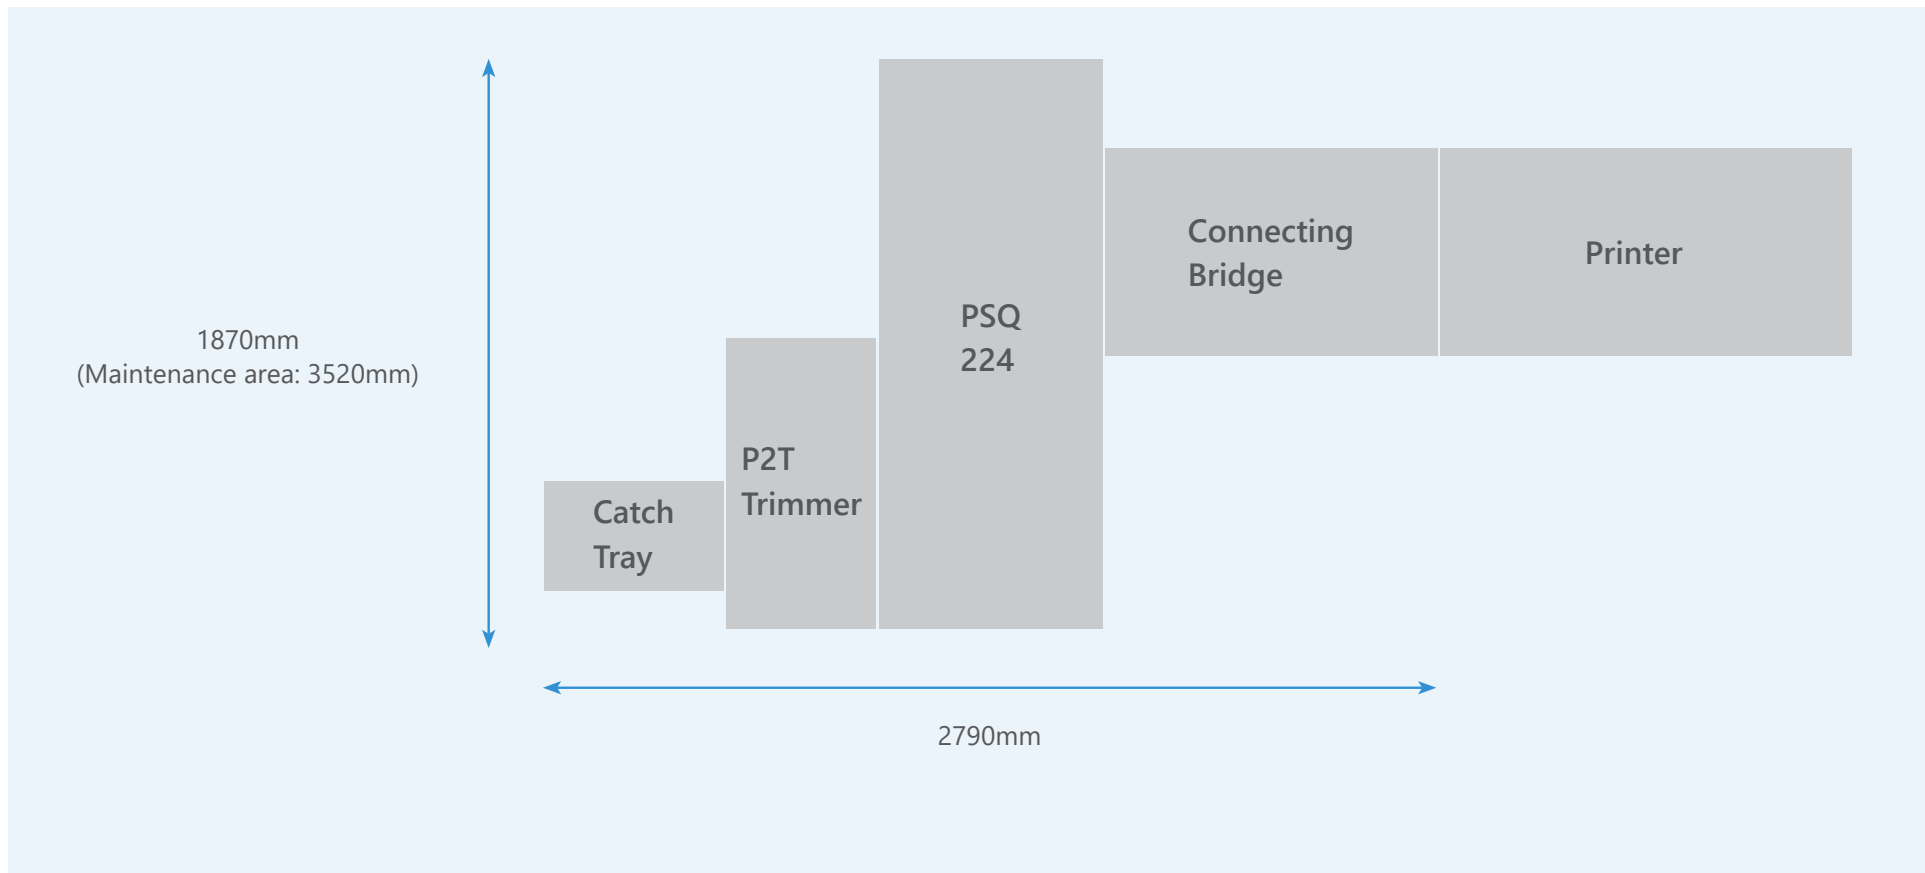 Connecting
Bridge
Printer
PSQ
224
1870mm
(Maintenance area: 3520mm)
P2T
Trimmer
Catch
Tray
2790mm